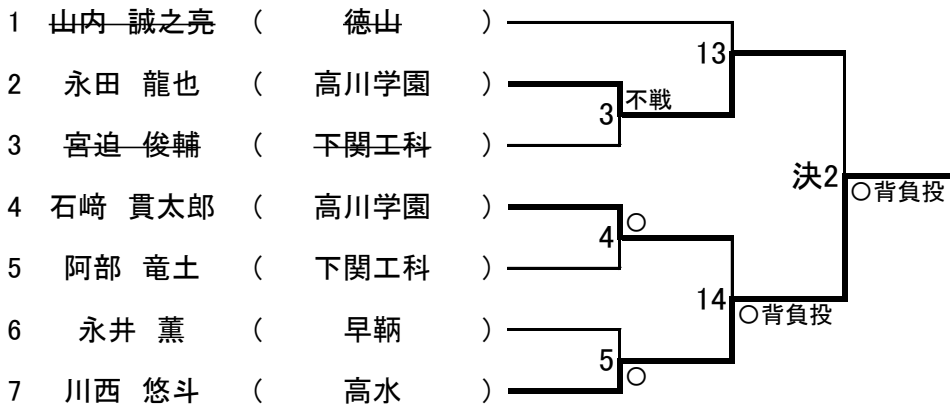 1 山内 誠之亮 ( 徳山 )
13
2 永田 龍也 ( 高川学園 )
3 不戦
3 宮迫 俊輔 ( 下関工科 )
決2 ○背負投
4 石﨑 貫太郎 ( 高川学園 )
4 ○
5 阿部 竜土 ( 下関工科 )
14 ○背負投
6 永井 薫 ( 早鞆 )
5 ○
7 川西 悠斗 ( 高水 )